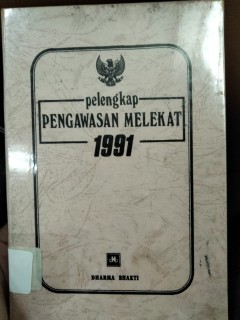 pelengkap
PENGAWASAN MELEKAT
1991
DHARMA BHAKTI